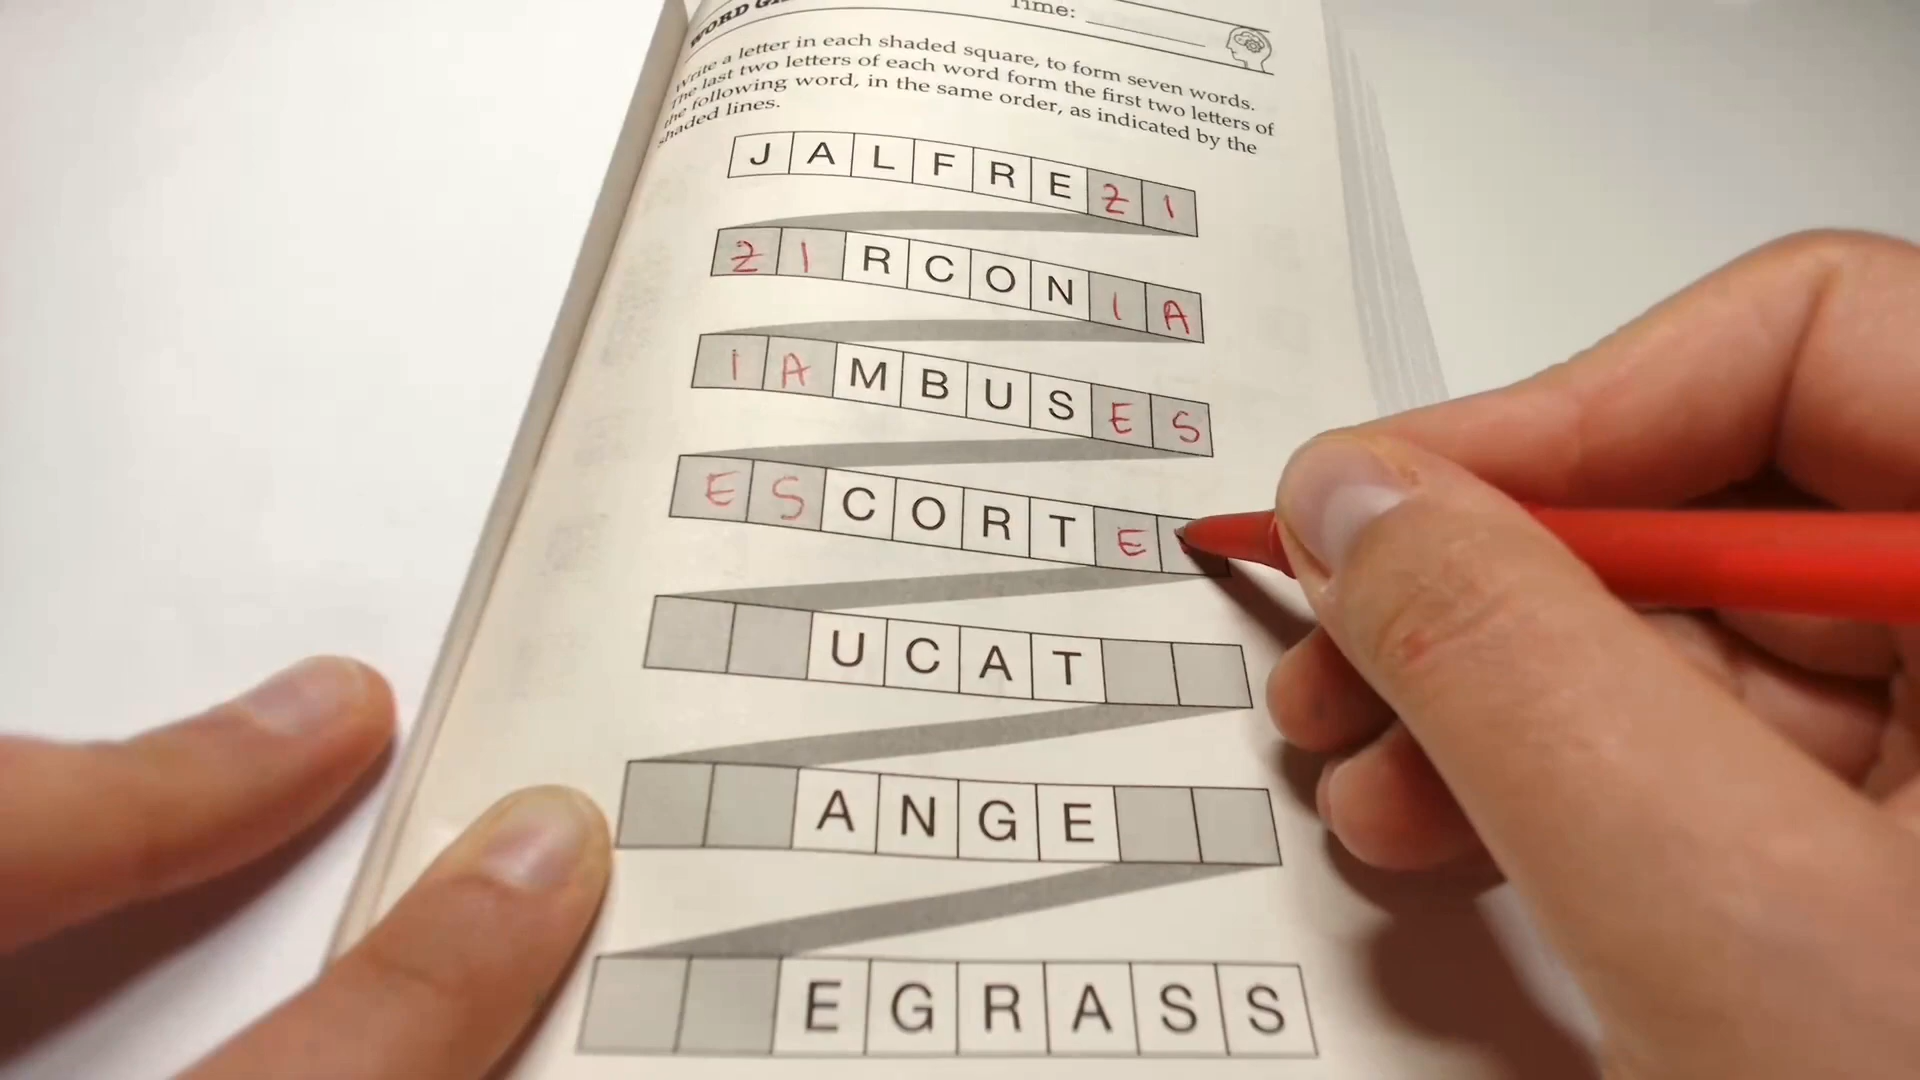 WORD G
Time:
Write a letter in each shaded square, to form seven words.
The last two letters of each word form the first two letters of
the following word, in the same order, as indicated by the
shaded lines.
JALFREZI
ZIRCONIA
IAMBUSES
ESCORTE
UCAT
ANGE
EGRASS